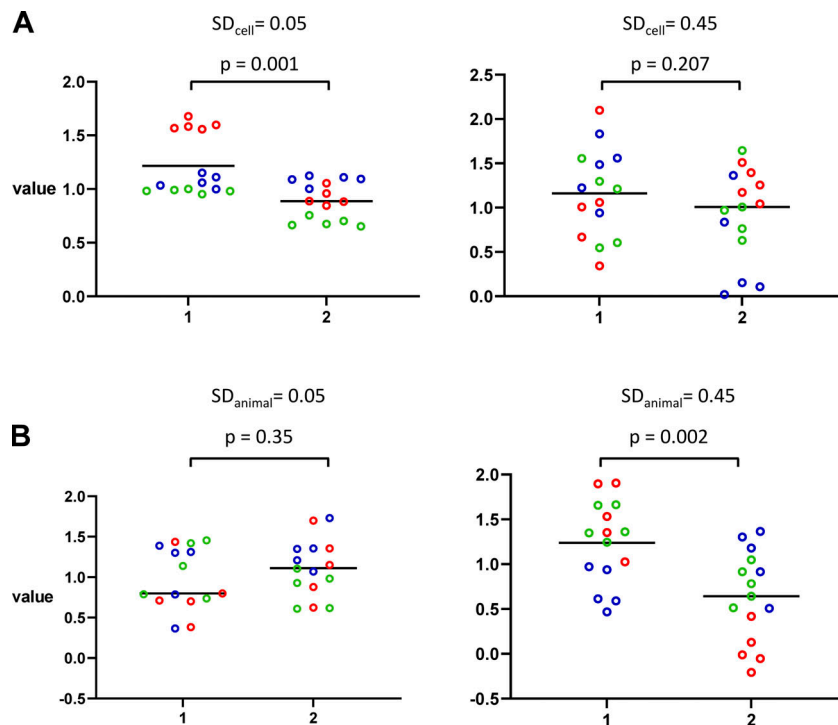 A
SDcell= 0.05
SDcell= 0.45
p = 0.001
p = 0.207
2.0
1.5
1.0
0.5
0.0
value
1
2
2.5
2.0
1.5
1.0
0.5
0.0
1
2
B
SDanimal= 0.05
SDanimal= 0.45
p = 0.35
p = 0.002
2.0
1.5
1.0
0.5
0.0
-0.5
value
1
2
2.0
1.5
1.0
0.5
0.0
-0.5
1
2